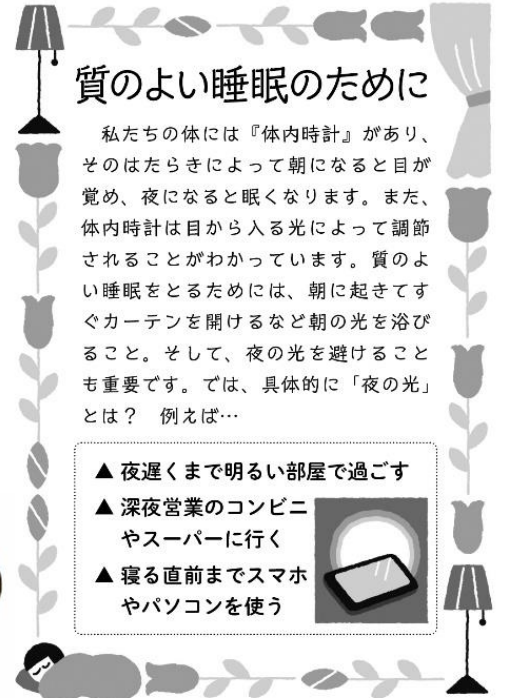 質のよい睡眠のために
私たちの体には『体内時計』があり、
そのはたらきによって朝になると目が
覚め、夜になると眠くなります。また、
体内時計は目から入る光によって調節
されることがわかっています。質のよ
い睡眠をとるためには、朝に起きてす
ぐカーテンを開けるなど朝の光を浴び
ること。そして、夜の光を避けること
も重要です。では、具体的に「夜の光」
とは？　例えば…
▲ 夜遅くまで明るい部屋で過ごす
▲ 深夜営業のコンビニ
やスーパーに行く
▲ 寝る直前までスマホ
やパソコンを使う